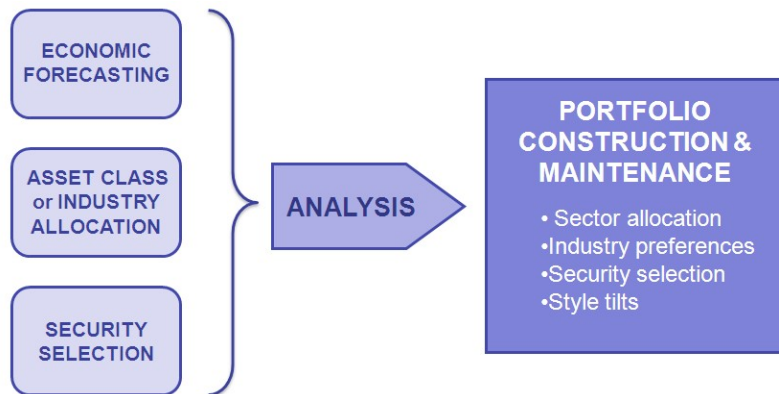 ECONOMIC
FORECASTING
ASSET CLASS
or INDUSTRY
ALLOCATION
SECURITY
SELECTION
ANALYSIS
PORTFOLIO
CONSTRUCTION &
MAINTENANCE
• Sector allocation
•Industry preferences
•Security selection
•Style tilts